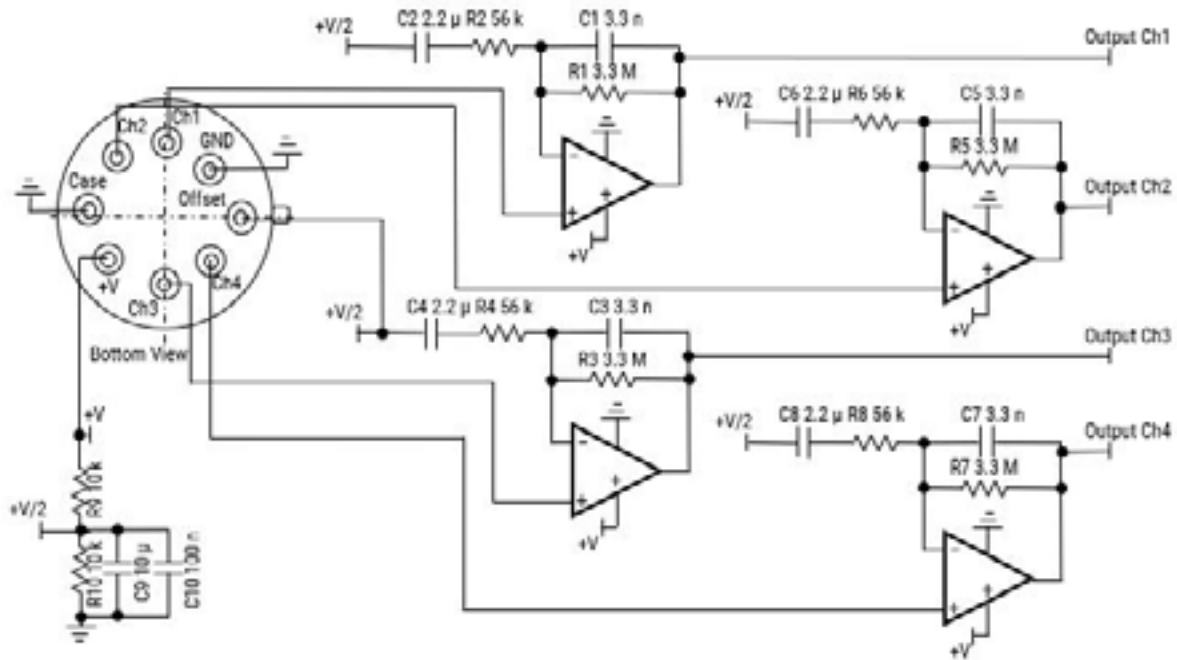 +V/2 C2 2.2 μ R2 56 k C1 3.3 n
Output Ch1
R1 3.3 M
+V/2 C6 2.2 μ R6 56 k C5 3.3 n
R5 3.3 M
Output Ch2
Ch2
Ch1
GND
Case
Offset
+V
Ch3
Ch4
Bottom View
- + +
+V
- + +
+V
+V/2 C4 2.2 μ R4 56 k C3 3.3 n
Output Ch3
R3 3.3 M
+V/2 C8 2.2 μ R8 56 k C7 3.3 n
Output Ch4
R7 3.3 M
+V
R9 10 k
+V/2
R10 10 k
C9 10 μ
C10 100 n
- + +
+V
- + +
+V